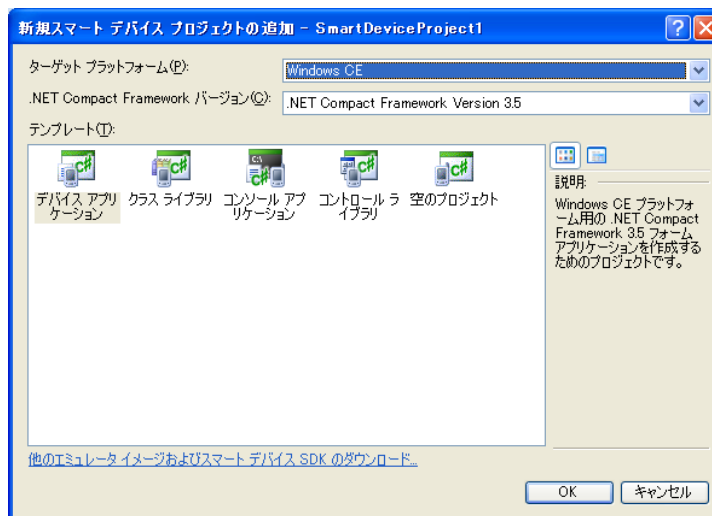 新規スマート デバイス プロジェクトの追加 - SmartDeviceProject1
ターゲット プラットフォーム(P):
Windows CE
.NET Compact Framework バージョン(C):
.NET Compact Framework Version 3.5
テンプレート(T):
デバイス アプリ
ケーション
クラス ライブラリ
コンソール アプ
リケーション
コントロール ラ
イブラリ
空のプロジェクト
説明:
Windows CE プラットフォ
ーム用の .NET Compact
Framework 3.5 フォーム
アプリケーションを作成する
ためのプロジェクトです。
他のエミュレータ イメージおよびスマート デバイス SDK のダウンロード...
OK
キャンセル